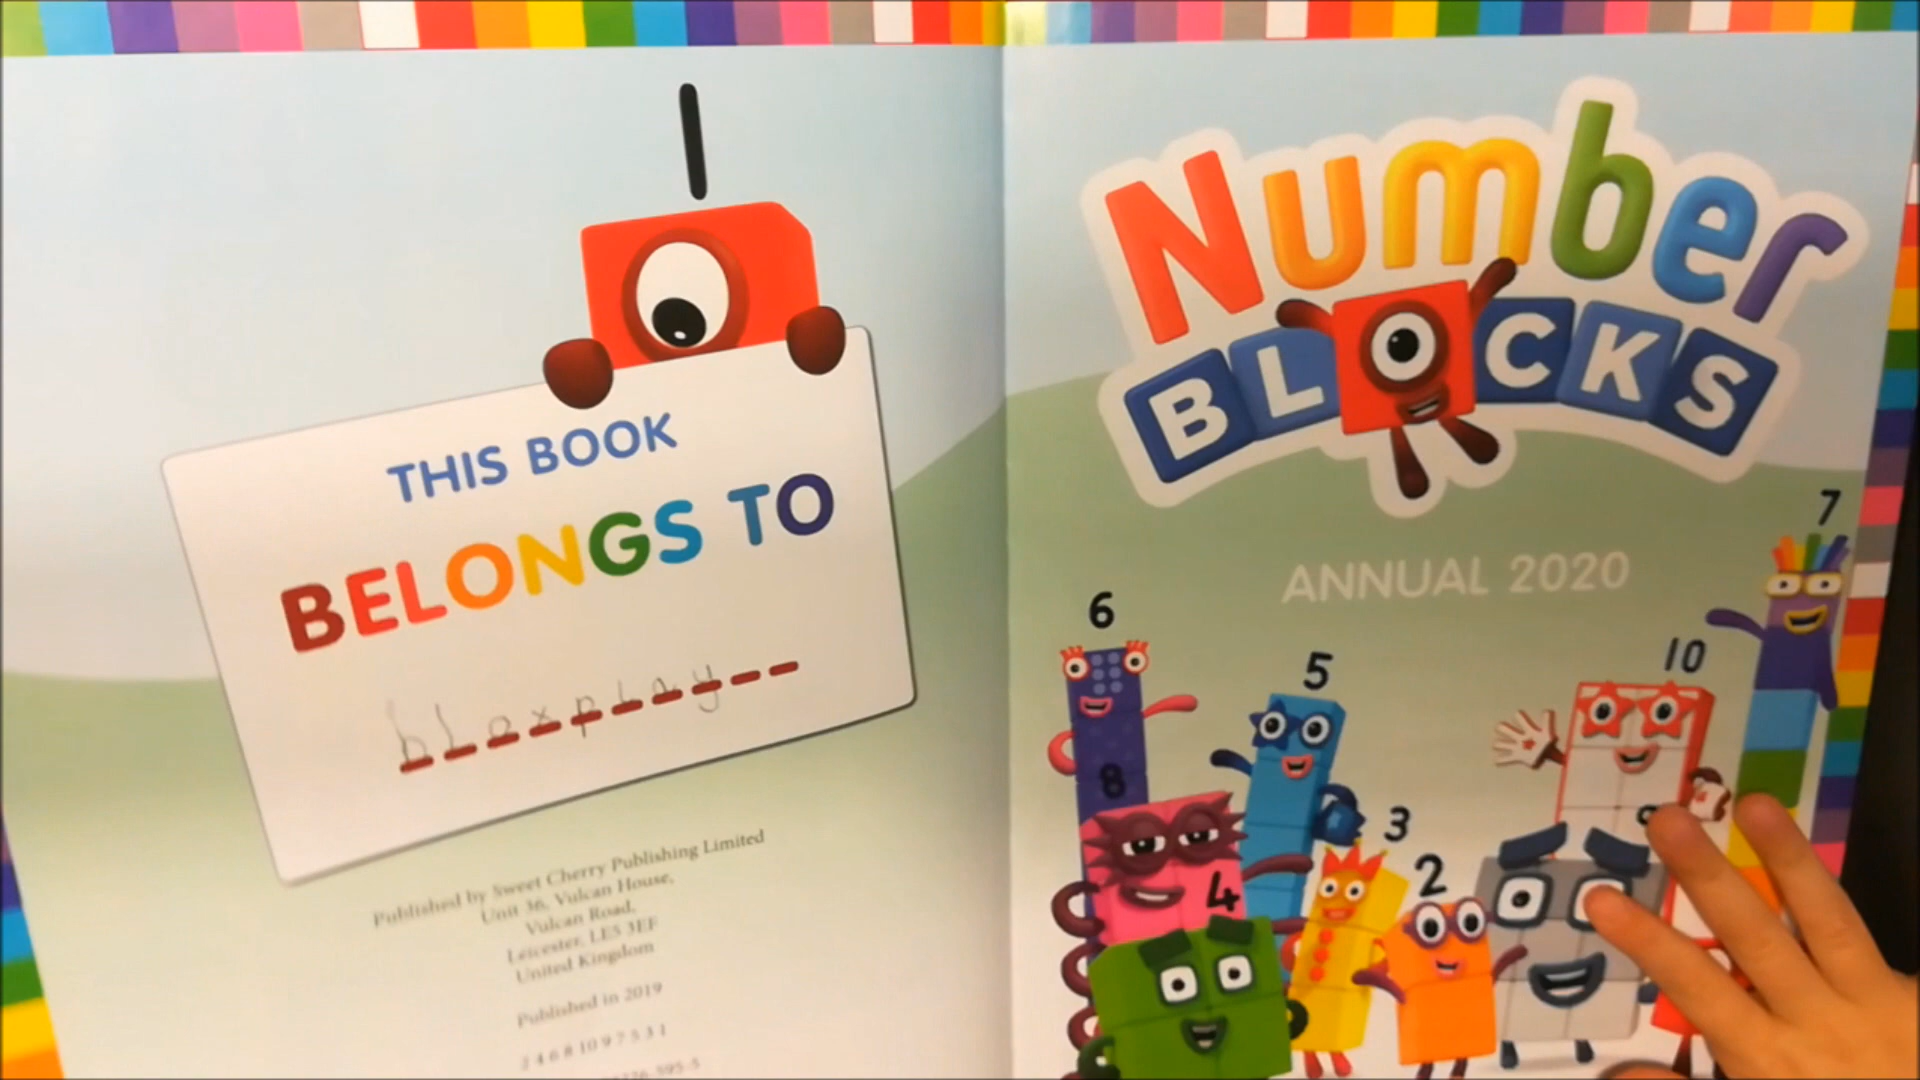 1
THIS BOOK
BELONGS TO
bloxplay
Published by Sweet Cherry Publishing Limited
Unit 36, Vulcan House,
Vulcan Road,
Leicester, LE5 3EF
United Kingdom
Published in 2019
2 4 6 8 10 9 7 5 3 1
Number
BLOCKS
ANNUAL 2020
7
6
5
10
8
3
9
4
2